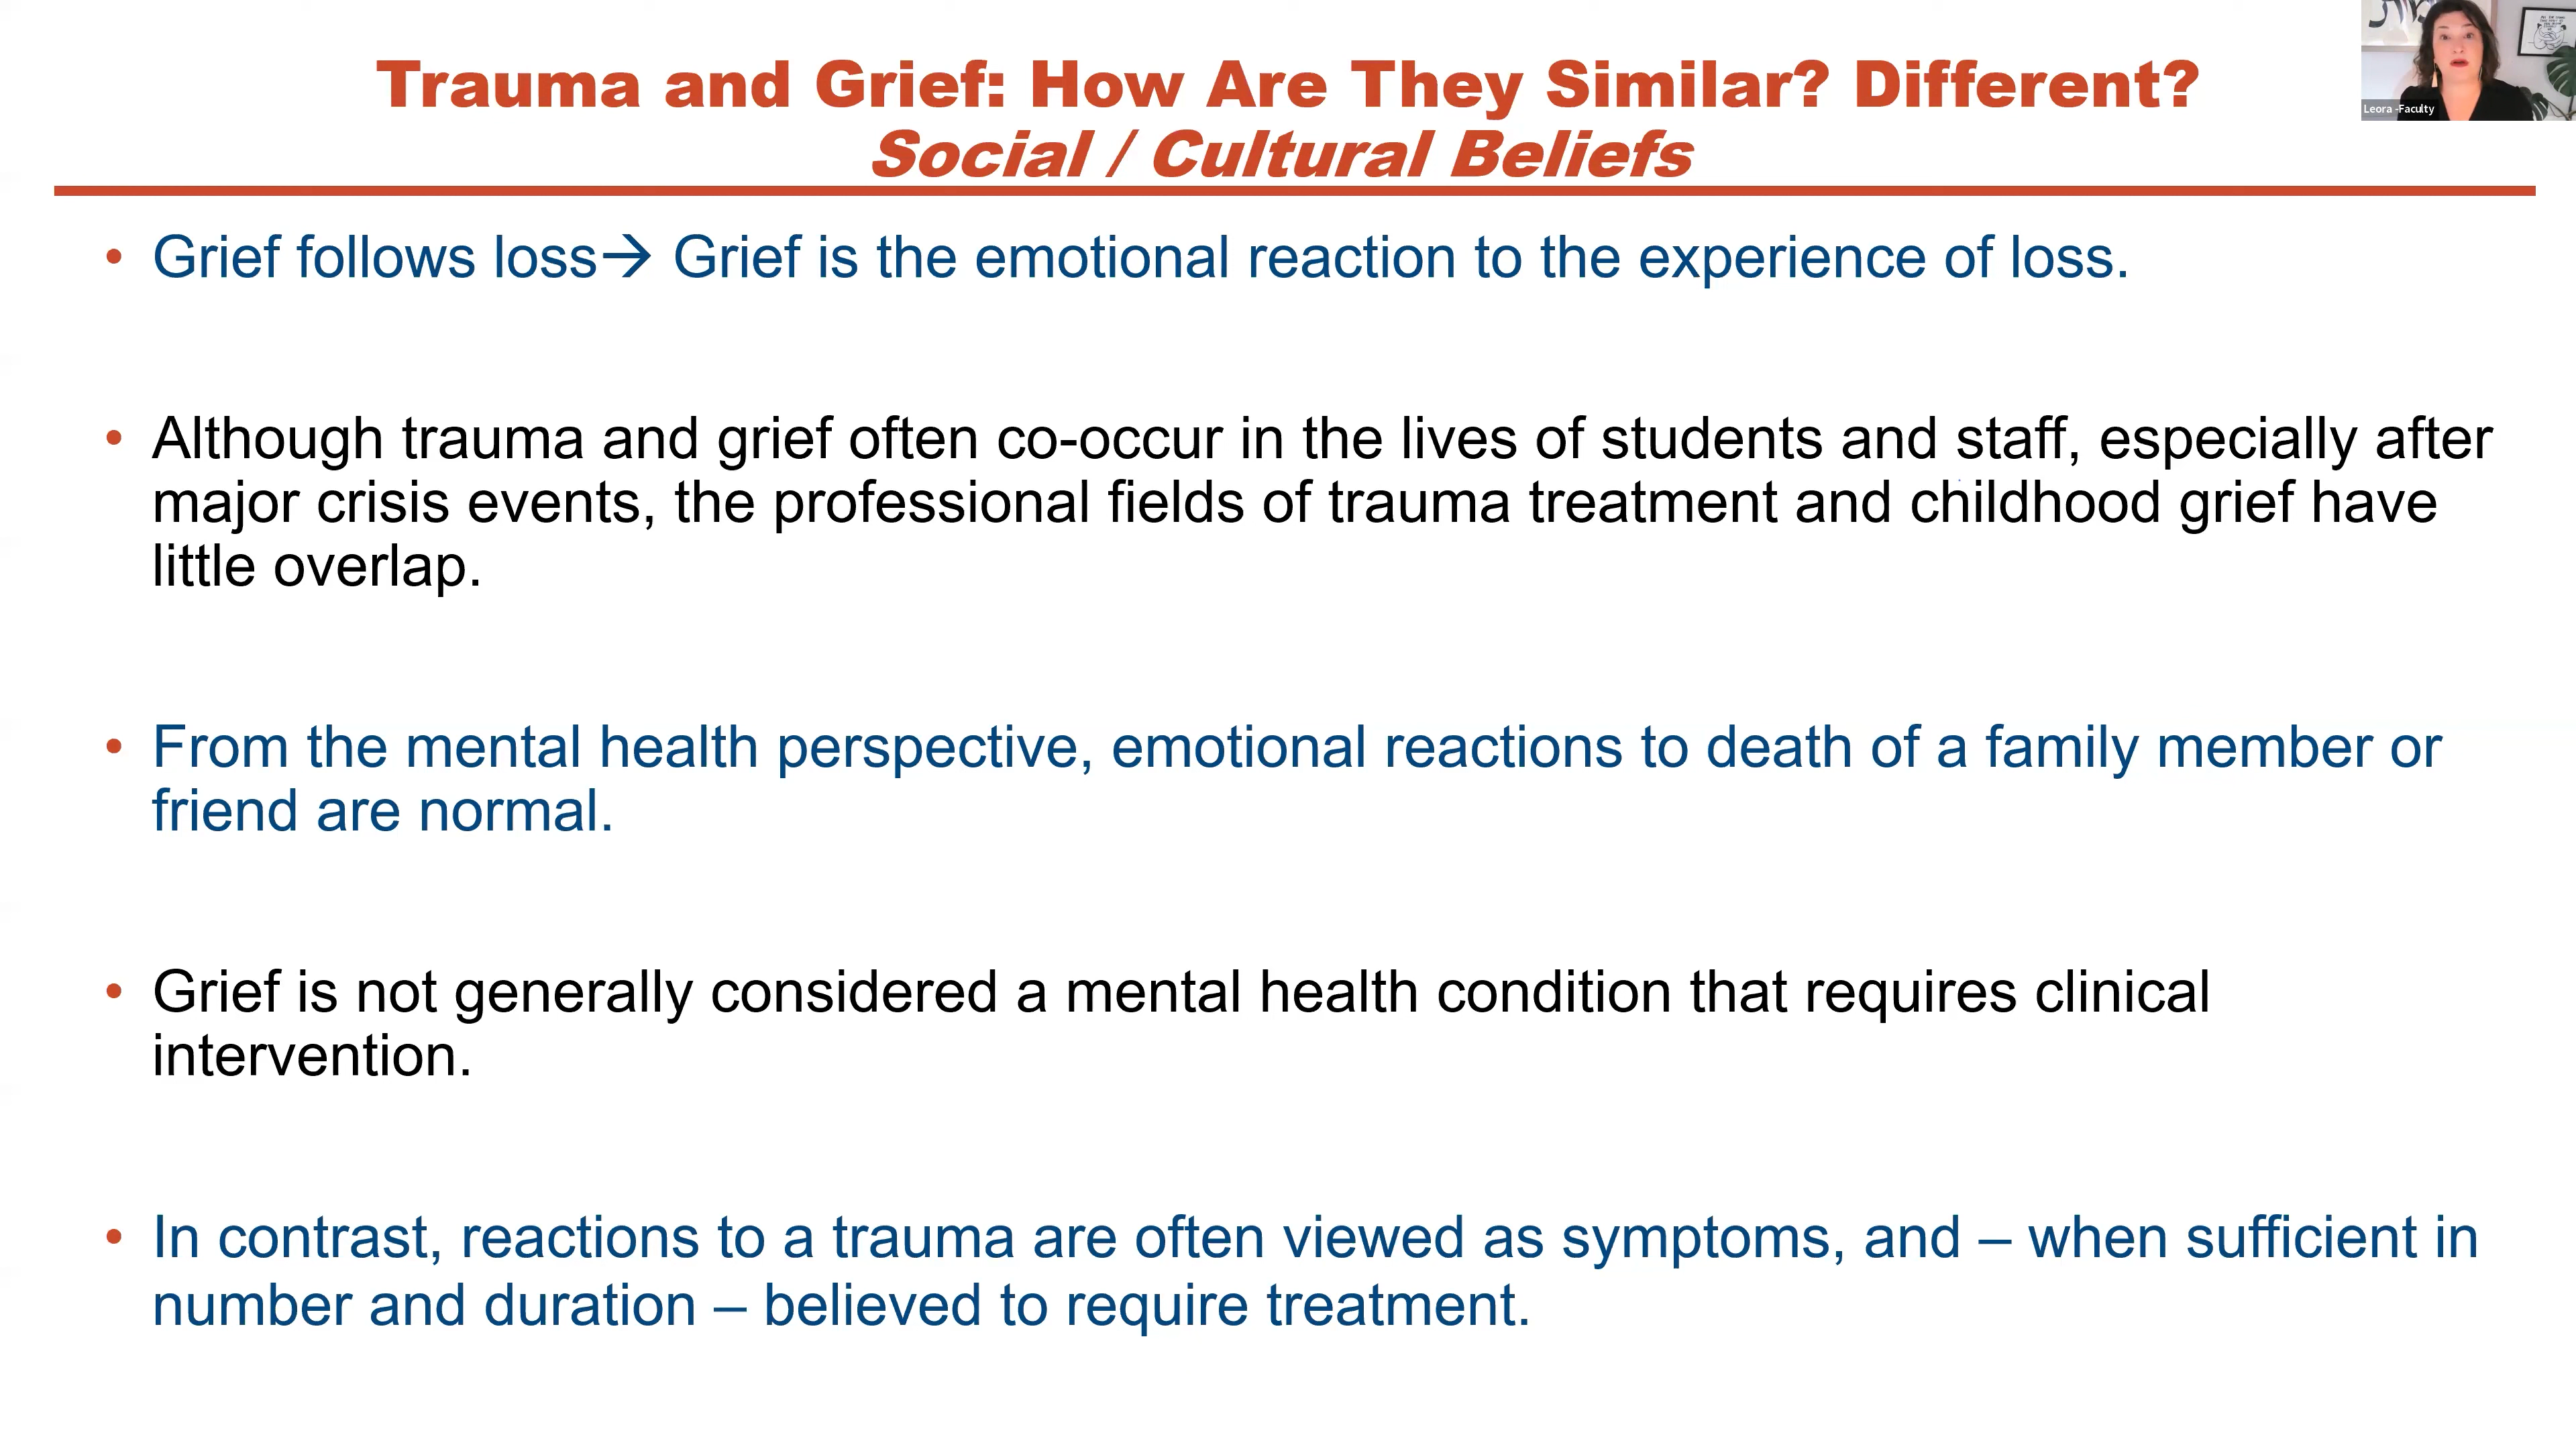 Trauma and Grief: How Are They Similar? Different?
Social / Cultural Beliefs
Leora -Faculty
• Grief follows loss→ Grief is the emotional reaction to the experience of loss.
• Although trauma and grief often co-occur in the lives of students and staff, especially after
major crisis events, the professional fields of trauma treatment and childhood grief have
little overlap.
• From the mental health perspective, emotional reactions to death of a family member or
friend are normal.
• Grief is not generally considered a mental health condition that requires clinical
intervention.
• In contrast, reactions to a trauma are often viewed as symptoms, and – when sufficient in
number and duration – believed to require treatment.